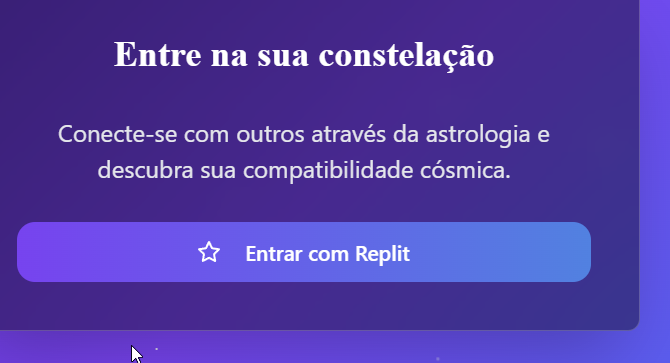 Entre na sua constelação
Conecte-se com outros através da astrologia e
descubra sua compatibilidade cósmica.
Entrar com Replit